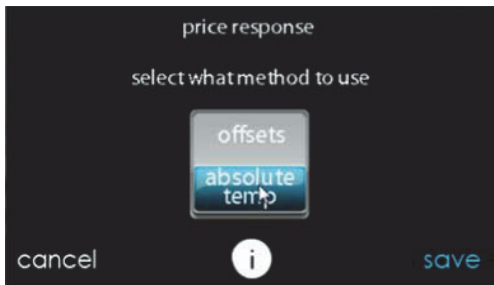 price response
select what method to use
offsets
absolute
temp
cancel
i
save